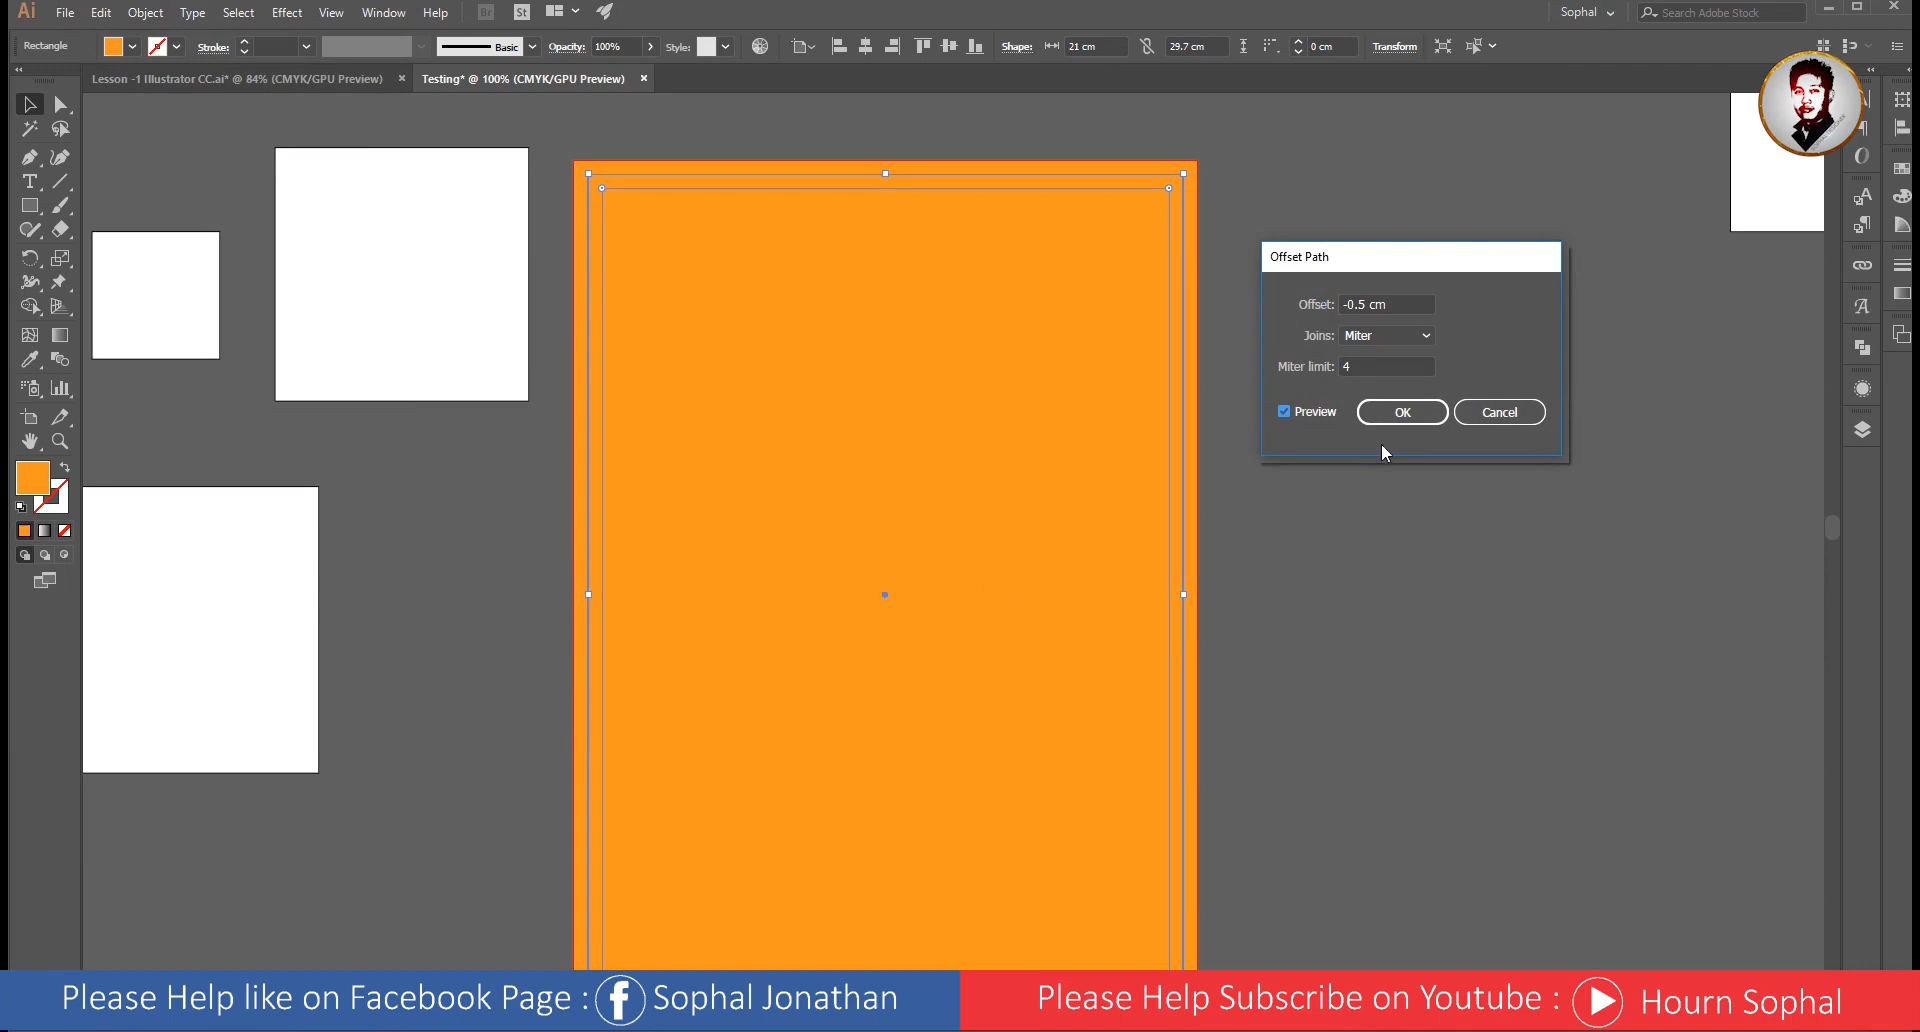 Ai File Edit Object Type Select Effect View Window Help Br St Sophal Search Adobe Stock
Rectangle Stroke: Basic Opacity: 100% Style: Shape: 21 cm 29.7 cm 0 cm Transform
Lesson -1 Illustrator CC.ai* @ 84% (CMYK/GPU Preview) × Testing* @ 100% (CMYK/GPU Preview) ×
Offset Path
Offset: -0.5 cm
Joins: Miter
Miter limit: 4
Preview OK Cancel
Please Help like on Facebook Page : Sophal Jonathan
Please Help Subscribe on Youtube : Hourn Sophal